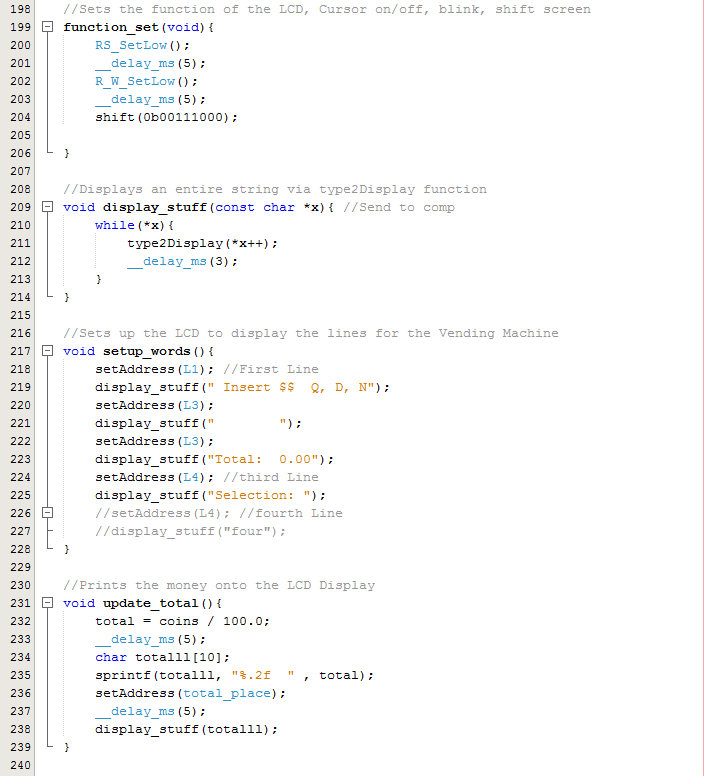 198 //Sets the function of the LCD, Cursor on/off, blink, shift screen
199 function_set(void){
200 RS_SetLow();
201 __delay_ms(5);
202 R_W_SetLow();
203 __delay_ms(5);
204 shift(0b00111000);
205
206 }
207
208 //Displays an entire string via type2Display function
209 void display_stuff(const char *x){ //Send to comp
210 while(*x){
211 type2Display(*x++);
212 __delay_ms(3);
213 }
214 }
215
216 //Sets up the LCD to display the lines for the Vending Machine
217 void setup_words(){
218 setAddress(L1); //First Line
219 display_stuff(" Insert $$  Q, D, N");
220 setAddress(L3);
221 display_stuff("        ");
222 setAddress(L3);
223 display_stuff("Total:  0.00");
224 setAddress(L4); //third Line
225 display_stuff("Selection: ");
226 //setAddress(L4); //fourth Line
227 //display_stuff("four");
228 }
229
230 //Prints the money onto the LCD Display
231 void update_total(){
232 total = coins / 100.0;
233 __delay_ms(5);
234 char totalll[10];
235 sprintf(totalll, "%.2f  " , total);
236 setAddress(total_place);
237 __delay_ms(5);
238 display_stuff(totalll);
239 }
240